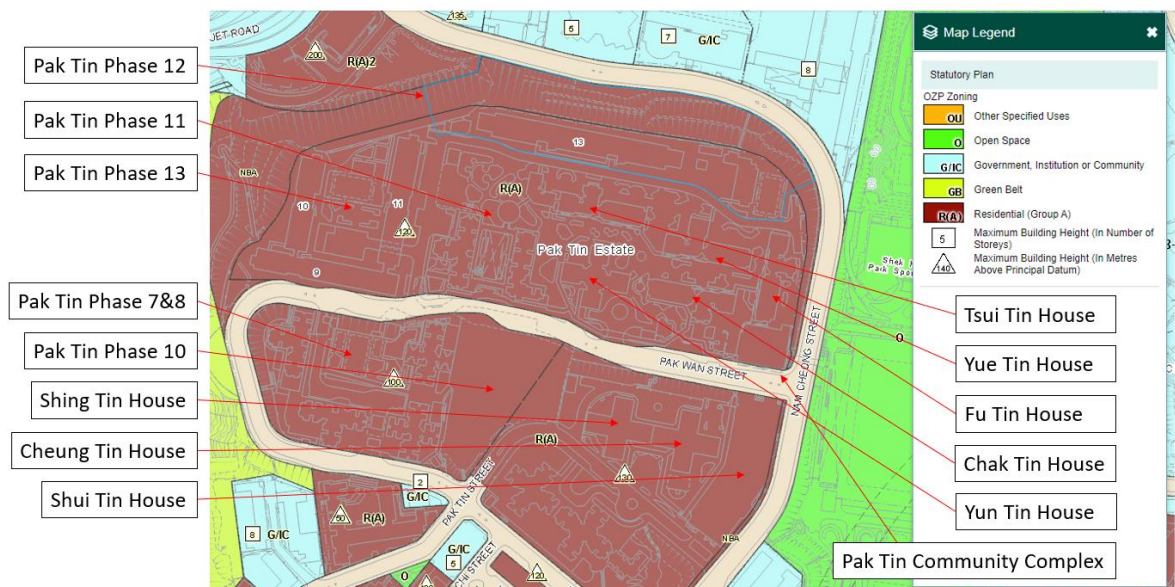 Pak Tin Phase 12
Pak Tin Phase 11
Pak Tin Phase 13
Pak Tin Phase 7&8
Pak Tin Phase 10
Shing Tin House
Cheung Tin House
Shui Tin House
JET ROAD
200
R(A)2
135
5
7
G/IC
8
13
NBA
R(A)
10
11
120
Pak Tin Estate
9
100
PAK WAN STREET
NAM CHEONG STREET
O
R(A)
130
PAK TIN STREET
2
G/IC
50
R(A)
8
G/IC
G/IC
5
CHI STREET
O
120
NBA
Map Legend
Statutory Plan
OZP Zoning
OU Other Specified Uses
O Open Space
G/IC Government, Institution or Community
GB Green Belt
R(A) Residential (Group A)
5 Maximum Building Height (In Number of
Storeys)
140 Maximum Building Height (In Metres
Above Principal Datum)
Tsui Tin House
Yue Tin House
Fu Tin House
Chak Tin House
Yun Tin House
Pak Tin Community Complex